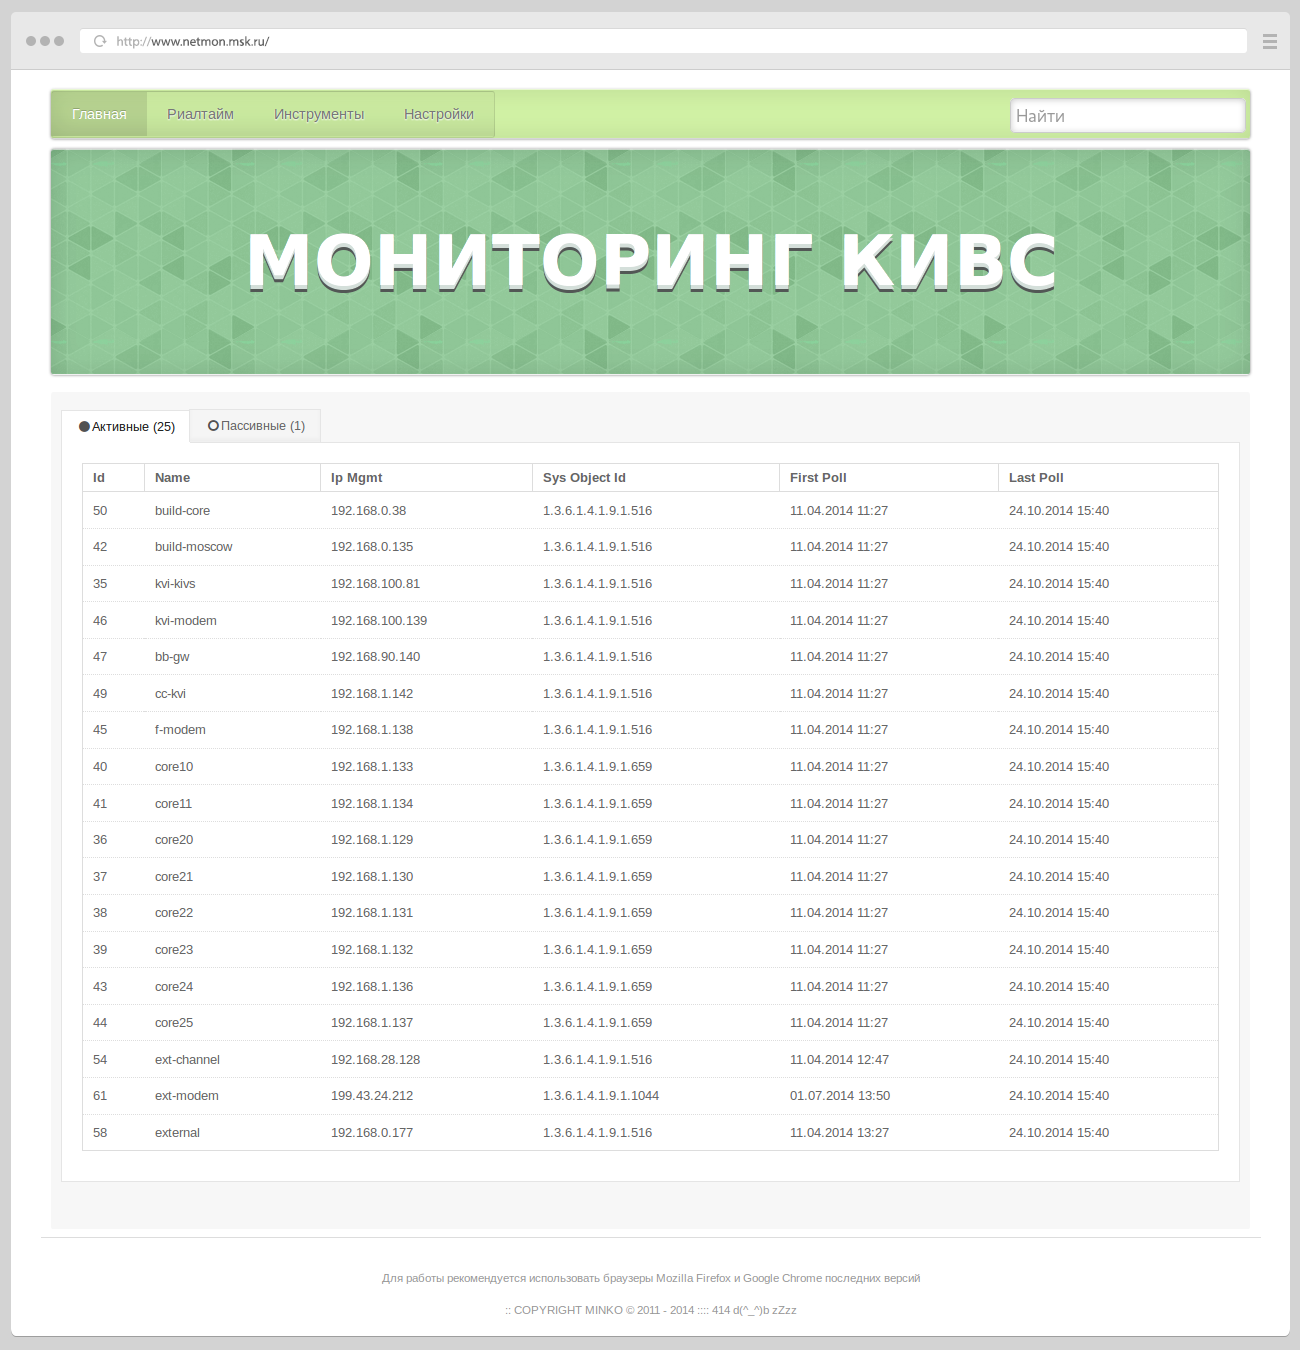 http://www.netmon.msk.ru/
Главная Риалтайм Инструменты Настройки Найти
МОНИТОРИНГ КИВС
Активные (25) Пассивные (1)
Id Name Ip Mgmt Sys Object Id First Poll Last Poll
50 build-core 192.168.0.38 1.3.6.1.4.1.9.1.516 11.04.2014 11:27 24.10.2014 15:40
42 build-moscow 192.168.0.135 1.3.6.1.4.1.9.1.516 11.04.2014 11:27 24.10.2014 15:40
35 kvi-kivs 192.168.100.81 1.3.6.1.4.1.9.1.516 11.04.2014 11:27 24.10.2014 15:40
46 kvi-modem 192.168.100.139 1.3.6.1.4.1.9.1.516 11.04.2014 11:27 24.10.2014 15:40
47 bb-gw 192.168.90.140 1.3.6.1.4.1.9.1.516 11.04.2014 11:27 24.10.2014 15:40
49 cc-kvi 192.168.1.142 1.3.6.1.4.1.9.1.516 11.04.2014 11:27 24.10.2014 15:40
45 f-modem 192.168.1.138 1.3.6.1.4.1.9.1.516 11.04.2014 11:27 24.10.2014 15:40
40 core10 192.168.1.133 1.3.6.1.4.1.9.1.659 11.04.2014 11:27 24.10.2014 15:40
41 core11 192.168.1.134 1.3.6.1.4.1.9.1.659 11.04.2014 11:27 24.10.2014 15:40
36 core20 192.168.1.129 1.3.6.1.4.1.9.1.659 11.04.2014 11:27 24.10.2014 15:40
37 core21 192.168.1.130 1.3.6.1.4.1.9.1.659 11.04.2014 11:27 24.10.2014 15:40
38 core22 192.168.1.131 1.3.6.1.4.1.9.1.659 11.04.2014 11:27 24.10.2014 15:40
39 core23 192.168.1.132 1.3.6.1.4.1.9.1.659 11.04.2014 11:27 24.10.2014 15:40
43 core24 192.168.1.136 1.3.6.1.4.1.9.1.659 11.04.2014 11:27 24.10.2014 15:40
44 core25 192.168.1.137 1.3.6.1.4.1.9.1.659 11.04.2014 11:27 24.10.2014 15:40
54 ext-channel 192.168.28.128 1.3.6.1.4.1.9.1.516 11.04.2014 12:47 24.10.2014 15:40
61 ext-modem 199.43.24.212 1.3.6.1.4.1.9.1.1044 01.07.2014 13:50 24.10.2014 15:40
58 external 192.168.0.177 1.3.6.1.4.1.9.1.516 11.04.2014 13:27 24.10.2014 15:40
Для работы рекомендуется использовать браузеры Mozilla Firefox и Google Chrome последних версий
:: COPYRIGHT MINKO © 2011 - 2014 :::: 414 d(^_^)b zZzz